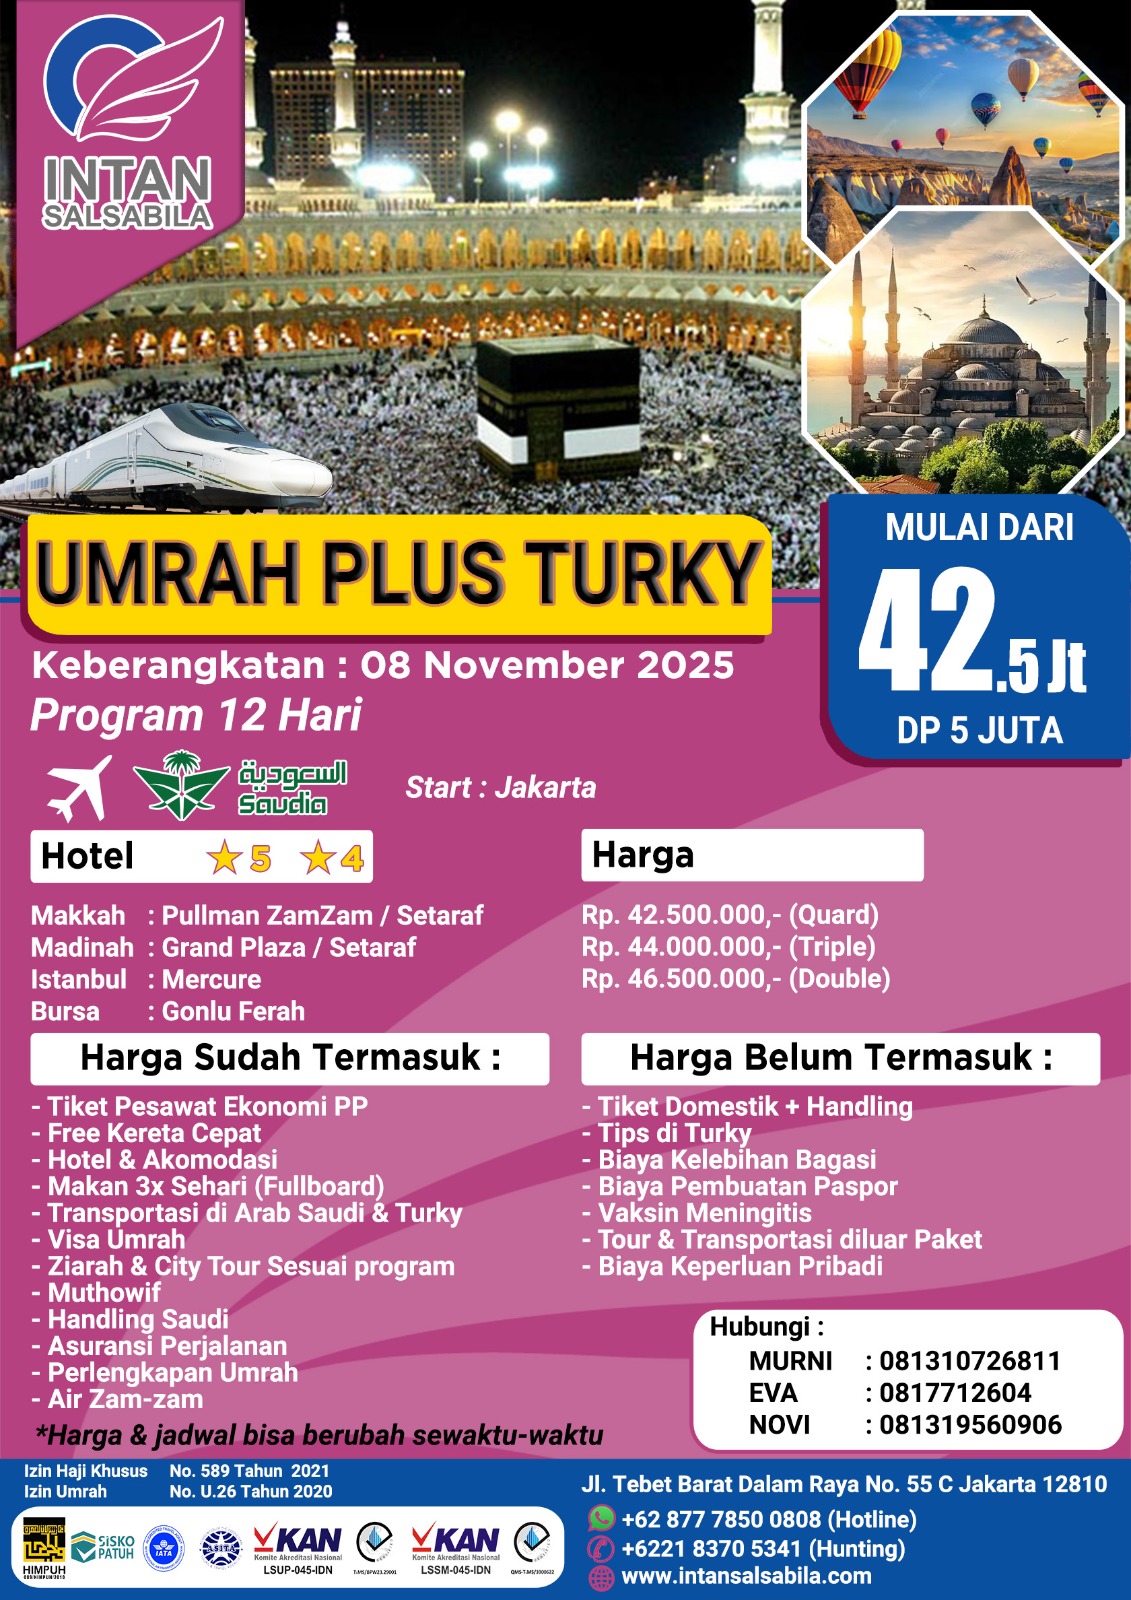 INTAN
SALSABILA
UMRAH PLUS TURKY
MULAI DARI
42.5 Jt
DP 5 JUTA
Keberangkatan : 08 November 2025
Program 12 Hari
السعودية
Saudia
Start : Jakarta
Hotel ★5 ★4
Makkah : Pullman ZamZam / Setaraf
Madinah : Grand Plaza / Setaraf
Istanbul : Mercure
Bursa : Gonlu Ferah
Harga
Rp. 42.500.000,- (Quard)
Rp. 44.000.000,- (Triple)
Rp. 46.500.000,- (Double)
Harga Sudah Termasuk :
- Tiket Pesawat Ekonomi PP
- Free Kereta Cepat
- Hotel & Akomodasi
- Makan 3x Sehari (Fullboard)
- Transportasi di Arab Saudi & Turky
- Visa Umrah
- Ziarah & City Tour Sesuai program
- Muthowif
- Handling Saudi
- Asuransi Perjalanan
- Perlengkapan Umrah
- Air Zam-zam
*Harga & jadwal bisa berubah sewaktu-waktu
Harga Belum Termasuk :
- Tiket Domestik + Handling
- Tips di Turky
- Biaya Kelebihan Bagasi
- Biaya Pembuatan Paspor
- Vaksin Meningitis
- Tour & Transportasi diluar Paket
- Biaya Keperluan Pribadi
Hubungi :
MURNI : 081310726811
EVA : 0817712604
NOVI : 081319560906
Izin Haji Khusus No. 589 Tahun 2021
Izin Umrah No. U.26 Tahun 2020
HIMPUH
SISKO
PATUH
IATA
ASITA
KAN
Komite Akreditasi Nasional
LSUP-045-IDN
KAN
Komite Akreditasi Nasional
LSSM-045-IDN
Jl. Tebet Barat Dalam Raya No. 55 C Jakarta 12810
+62 877 7850 0808 (Hotline)
+6221 8370 5341 (Hunting)
www.intansalsabila.com